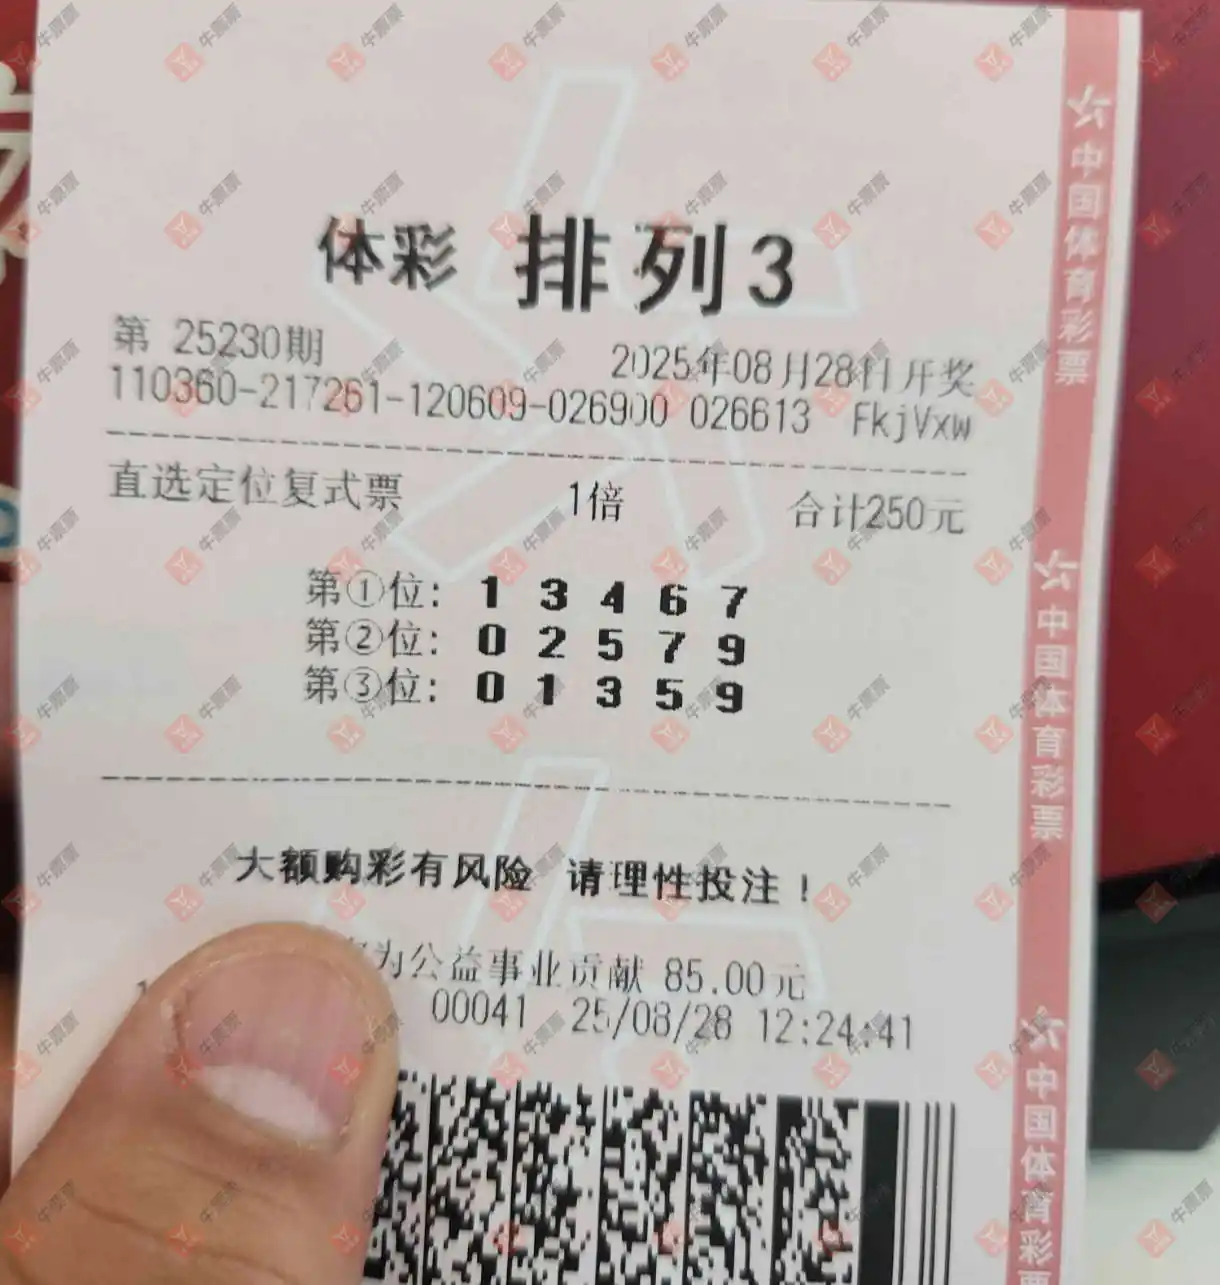 体彩 排列3
第 25230期 2025年08月28日开奖
110360-217261-120609-026900 026613 FkjVxw
直选定位复式票 1倍 合计250元
第①位: 1 3 4 6 7
第②位: 0 2 5 7 9
第③位: 0 1 3 5 9
大额购彩有风险 请理性投注!
为公益事业贡献 85.00元
00041 25/08/28 12:24:41
中国体育彩票
中国体育彩票
中国体育彩票
牛票票